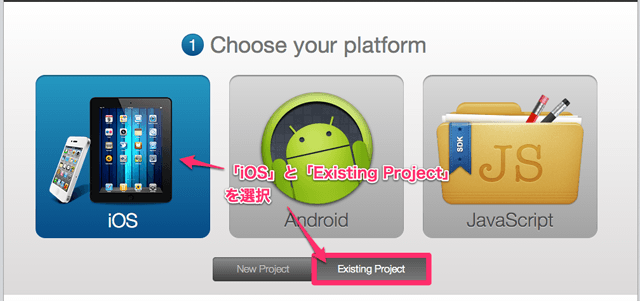 1 Choose your platform
SDK
JS
「iOS」と「Existing Project」
を選択
iOS
Android
JavaScript
New Project
Existing Project